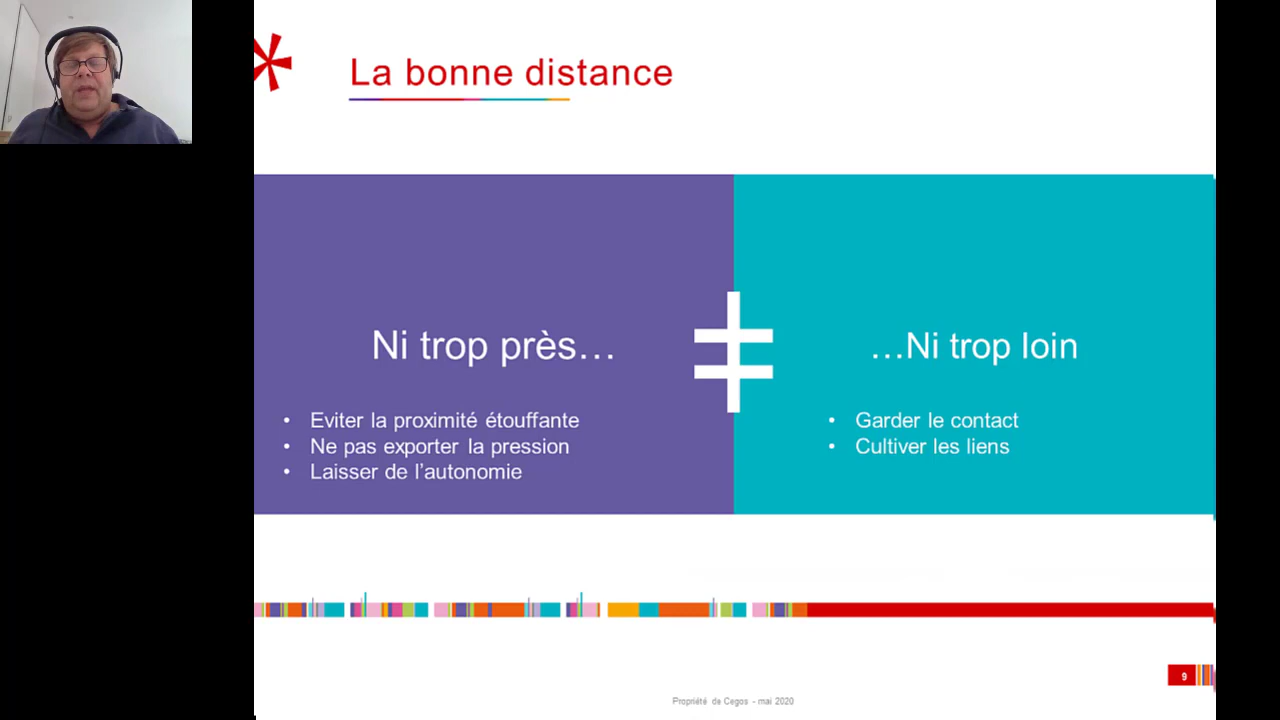 La bonne distance
Ni trop près…
• Eviter la proximité étouffante
• Ne pas exporter la pression
• Laisser de l’autonomie
…Ni trop loin
• Garder le contact
• Cultiver les liens
9
Propriété de Cegos - mai 2020